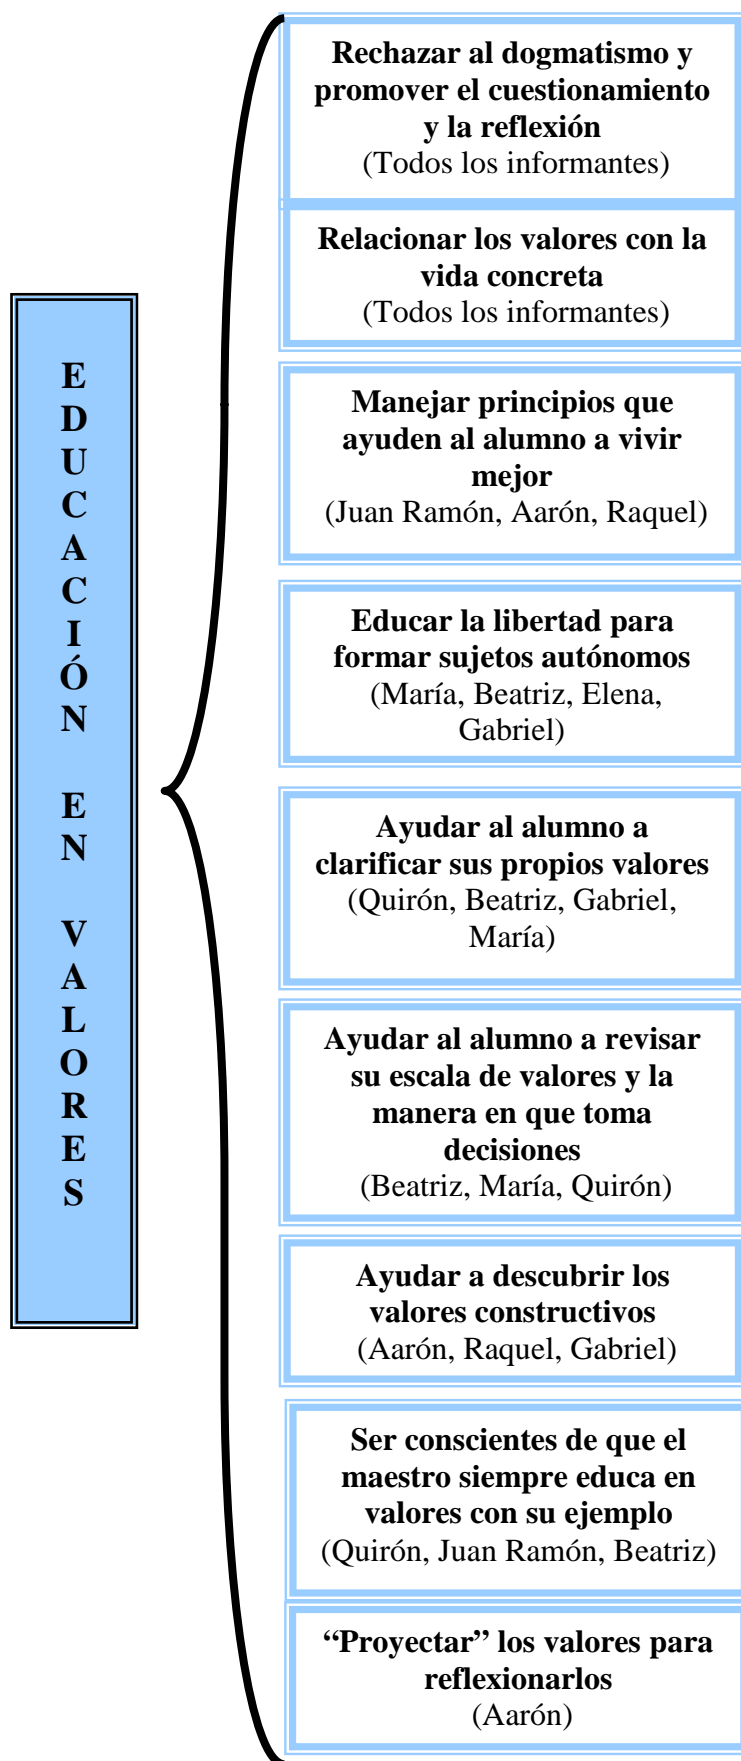 EDUCACIÓN EN VALORES
Rechazar al dogmatismo y
promover el cuestionamiento
y la reflexión
(Todos los informantes)
Relacionar los valores con la
vida concreta
(Todos los informantes)
Manejar principios que
ayuden al alumno a vivir
mejor
(Juan Ramón, Aarón, Raquel)
Educar la libertad para
formar sujetos autónomos
(María, Beatriz, Elena,
Gabriel)
Ayudar al alumno a
clarificar sus propios valores
(Quirón, Beatriz, Gabriel,
María)
Ayudar al alumno a revisar
su escala de valores y la
manera en que toma
decisiones
(Beatriz, María, Quirón)
Ayudar a descubrir los
valores constructivos
(Aarón, Raquel, Gabriel)
Ser conscientes de que el
maestro siempre educa en
valores con su ejemplo
(Quirón, Juan Ramón, Beatriz)
“Proyectar” los valores para
reflexionarlos
(Aarón)